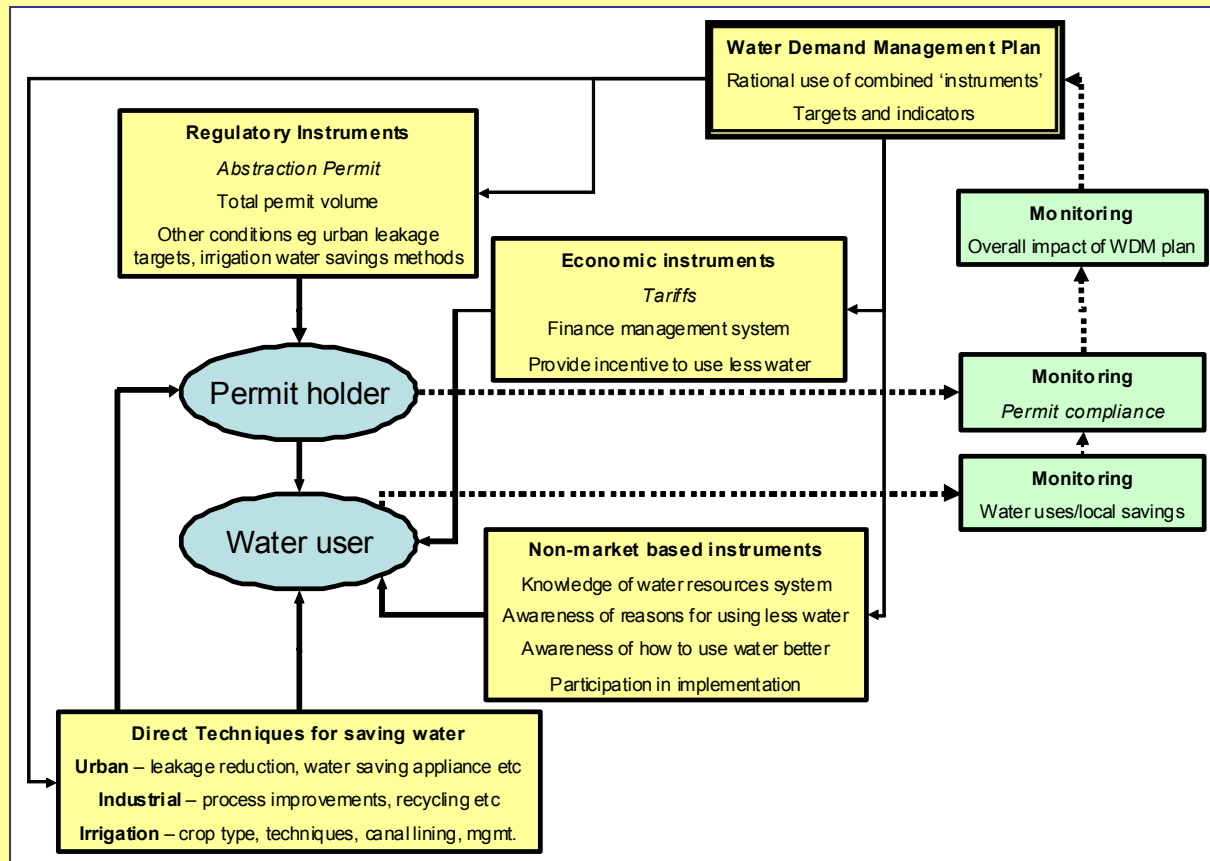 Water Demand Management Plan
Rational use of combined ‘instruments’
Targets and indicators
Regulatory Instruments
Abstraction Permit
Total permit volume
Other conditions eg urban leakage
targets, irrigation water savings methods
Monitoring
Overall impact of WDM plan
Economic instruments
Tariffs
Finance management system
Provide incentive to use less water
Permit holder
Monitoring
Permit compliance
Monitoring
Water uses/local savings
Water user
Non-market based instruments
Knowledge of water resources system
Awareness of reasons for using less water
Awareness of how to use water better
Participation in implementation
Direct Techniques for saving water
Urban – leakage reduction, water saving appliance etc
Industrial – process improvements, recycling etc
Irrigation – crop type, techniques, canal lining, mgmt.